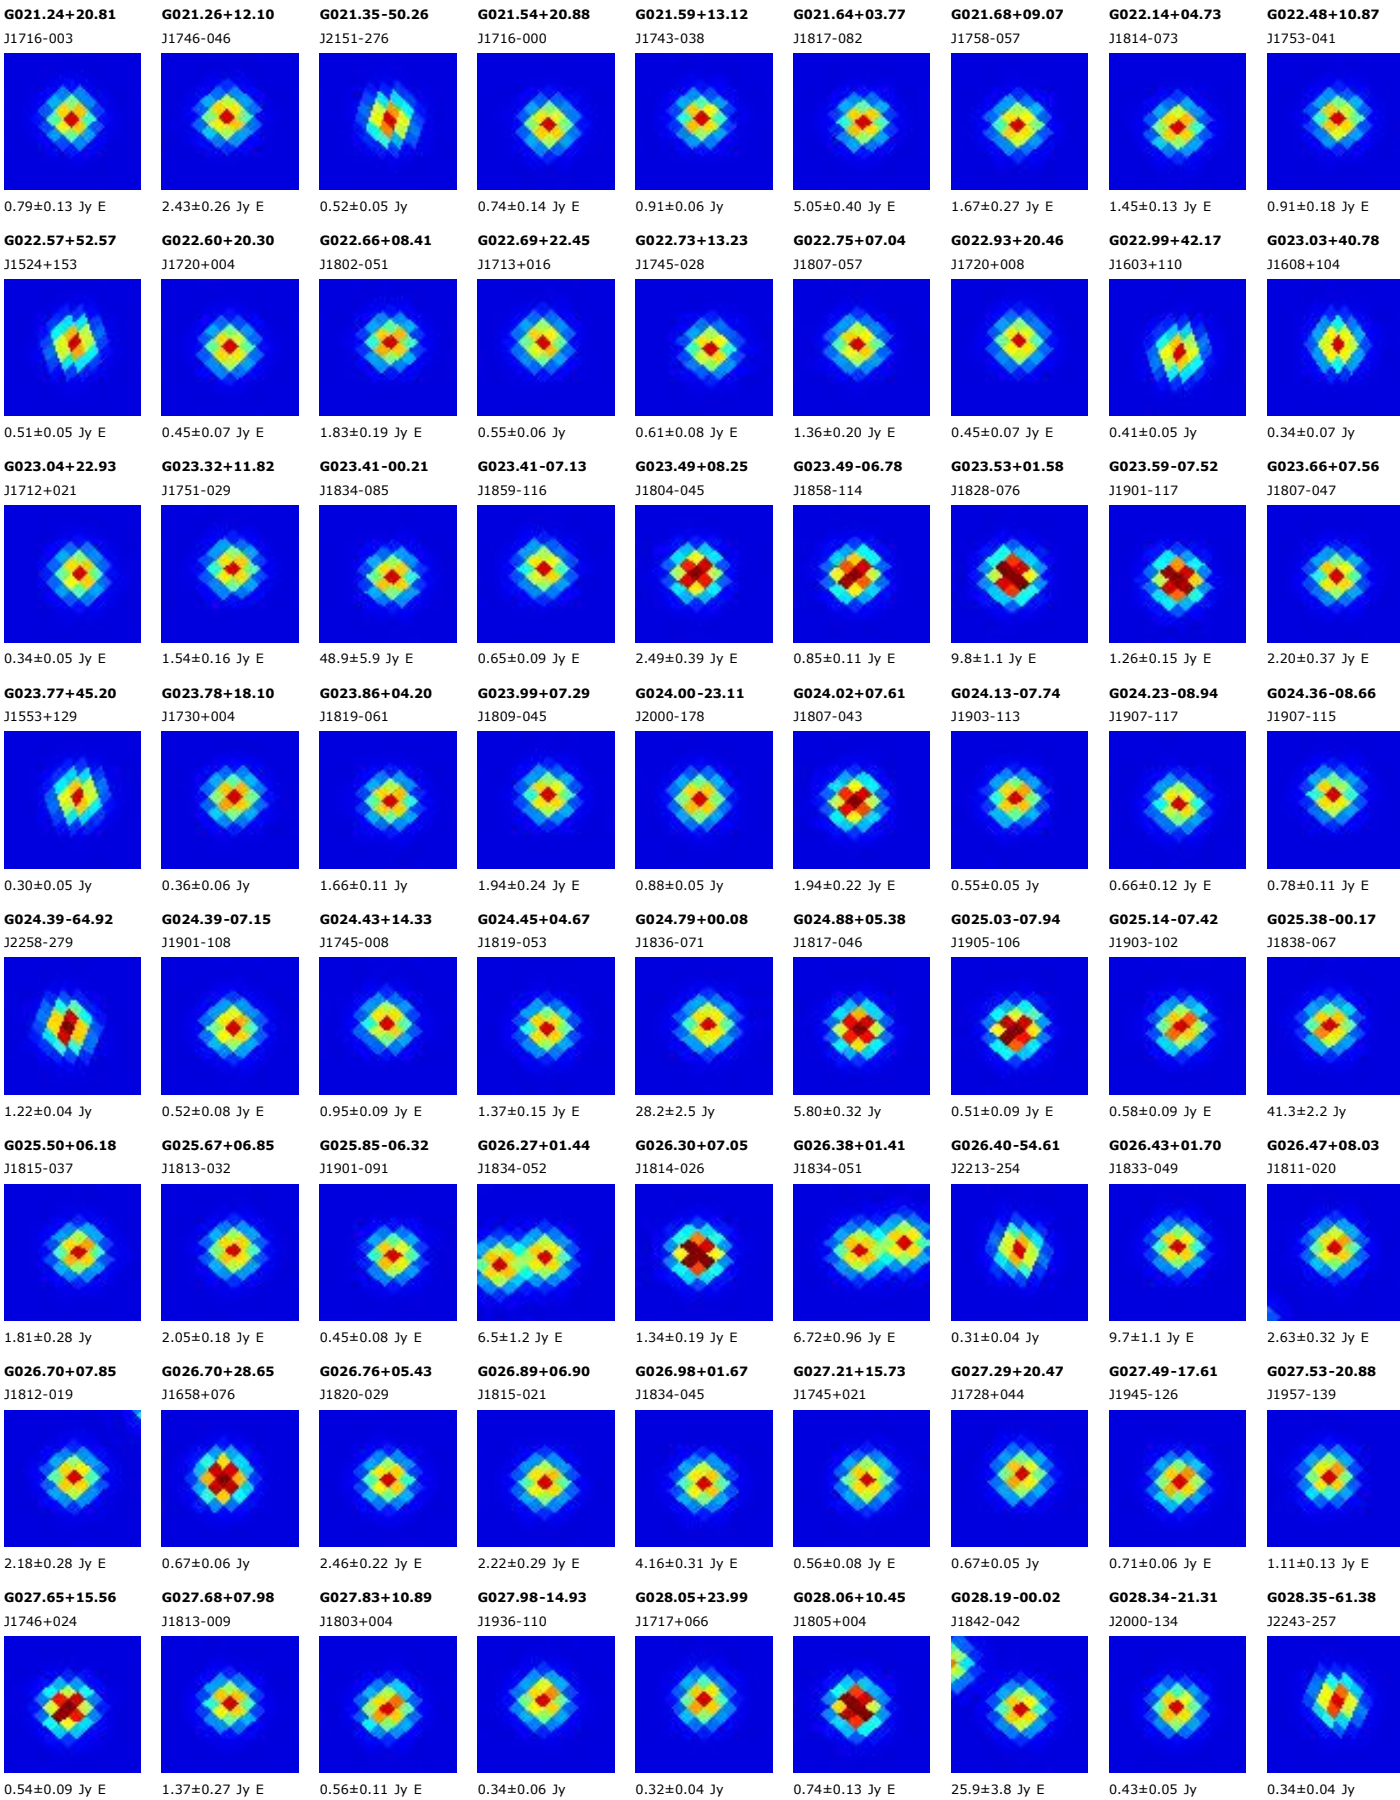 G021.24+20.81 G021.26+12.10 G021.35-50.26 G021.54+20.88 G021.59+13.12 G021.64+03.77 G021.68+09.07 G022.14+04.73 G022.48+10.87
J1716-003 J1746-046 J2151-276 J1716-000 J1743-038 J1817-082 J1758-057 J1814-073 J1753-041
0.79±0.13 Jy E 2.43±0.26 Jy E 0.52±0.05 Jy 0.74±0.14 Jy E 0.91±0.06 Jy 5.05±0.40 Jy E 1.67±0.27 Jy E 1.45±0.13 Jy E 0.91±0.18 Jy E
G022.57+52.57 G022.60+20.30 G022.66+08.41 G022.69+22.45 G022.73+13.23 G022.75+07.04 G022.93+20.46 G022.99+42.17 G023.03+40.78
J1524+153 J1720+004 J1802-051 J1713+016 J1745-028 J1807-057 J1720+008 J1603+110 J1608+104
0.51±0.05 Jy E 0.45±0.07 Jy E 1.83±0.19 Jy E 0.55±0.06 Jy 0.61±0.08 Jy E 1.36±0.20 Jy E 0.45±0.07 Jy E 0.41±0.05 Jy 0.34±0.07 Jy
G023.04+22.93 G023.32+11.82 G023.41-00.21 G023.41-07.13 G023.49+08.25 G023.49-06.78 G023.53+01.58 G023.59-07.52 G023.66+07.56
J1712+021 J1751-029 J1834-085 J1859-116 J1804-045 J1858-114 J1828-076 J1901-117 J1807-047
0.34±0.05 Jy E 1.54±0.16 Jy E 48.9±5.9 Jy E 0.65±0.09 Jy E 2.49±0.39 Jy E 0.85±0.11 Jy E 9.8±1.1 Jy E 1.26±0.15 Jy E 2.20±0.37 Jy E
G023.77+45.20 G023.78+18.10 G023.86+04.20 G023.99+07.29 G024.00-23.11 G024.02+07.61 G024.13-07.74 G024.23-08.94 G024.36-08.66
J1553+129 J1730+004 J1819-061 J1809-045 J2000-178 J1807-043 J1903-113 J1907-117 J1907-115
0.30±0.05 Jy 0.36±0.06 Jy 1.66±0.11 Jy 1.94±0.24 Jy E 0.88±0.05 Jy 1.94±0.22 Jy E 0.55±0.05 Jy 0.66±0.12 Jy E 0.78±0.11 Jy E
G024.39-64.92 G024.39-07.15 G024.43+14.33 G024.45+04.67 G024.79+00.08 G024.88+05.38 G025.03-07.94 G025.14-07.42 G025.38-00.17
J2258-279 J1901-108 J1745-008 J1819-053 J1836-071 J1817-046 J1905-106 J1903-102 J1838-067
1.22±0.04 Jy 0.52±0.08 Jy E 0.95±0.09 Jy E 1.37±0.15 Jy E 28.2±2.5 Jy 5.80±0.32 Jy 0.51±0.09 Jy E 0.58±0.09 Jy E 41.3±2.2 Jy
G025.50+06.18 G025.67+06.85 G025.85-06.32 G026.27+01.44 G026.30+07.05 G026.38+01.41 G026.40-54.61 G026.43+01.70 G026.47+08.03
J1815-037 J1813-032 J1901-091 J1834-052 J1814-026 J1834-051 J2213-254 J1833-049 J1811-020
1.81±0.28 Jy 2.05±0.18 Jy E 0.45±0.08 Jy E 6.5±1.2 Jy E 1.34±0.19 Jy E 6.72±0.96 Jy E 0.31±0.04 Jy 9.7±1.1 Jy E 2.63±0.32 Jy E
G026.70+07.85 G026.70+28.65 G026.76+05.43 G026.89+06.90 G026.98+01.67 G027.21+15.73 G027.29+20.47 G027.49-17.61 G027.53-20.88
J1812-019 J1658+076 J1820-029 J1815-021 J1834-045 J1745+021 J1728+044 J1945-126 J1957-139
2.18±0.28 Jy E 0.67±0.06 Jy 2.46±0.22 Jy E 2.22±0.29 Jy E 4.16±0.31 Jy E 0.56±0.08 Jy E 0.67±0.05 Jy 0.71±0.06 Jy E 1.11±0.13 Jy E
G027.65+15.56 G027.68+07.98 G027.83+10.89 G027.98-14.93 G028.05+23.99 G028.06+10.45 G028.19-00.02 G028.34-21.31 G028.35-61.38
J1746+024 J1813-009 J1803+004 J1936-110 J1717+066 J1805+004 J1842-042 J2000-134 J2243-257
0.54±0.09 Jy E 1.37±0.27 Jy E 0.56±0.11 Jy E 0.34±0.06 Jy 0.32±0.04 Jy 0.74±0.13 Jy E 25.9±3.8 Jy E 0.43±0.05 Jy 0.34±0.04 Jy